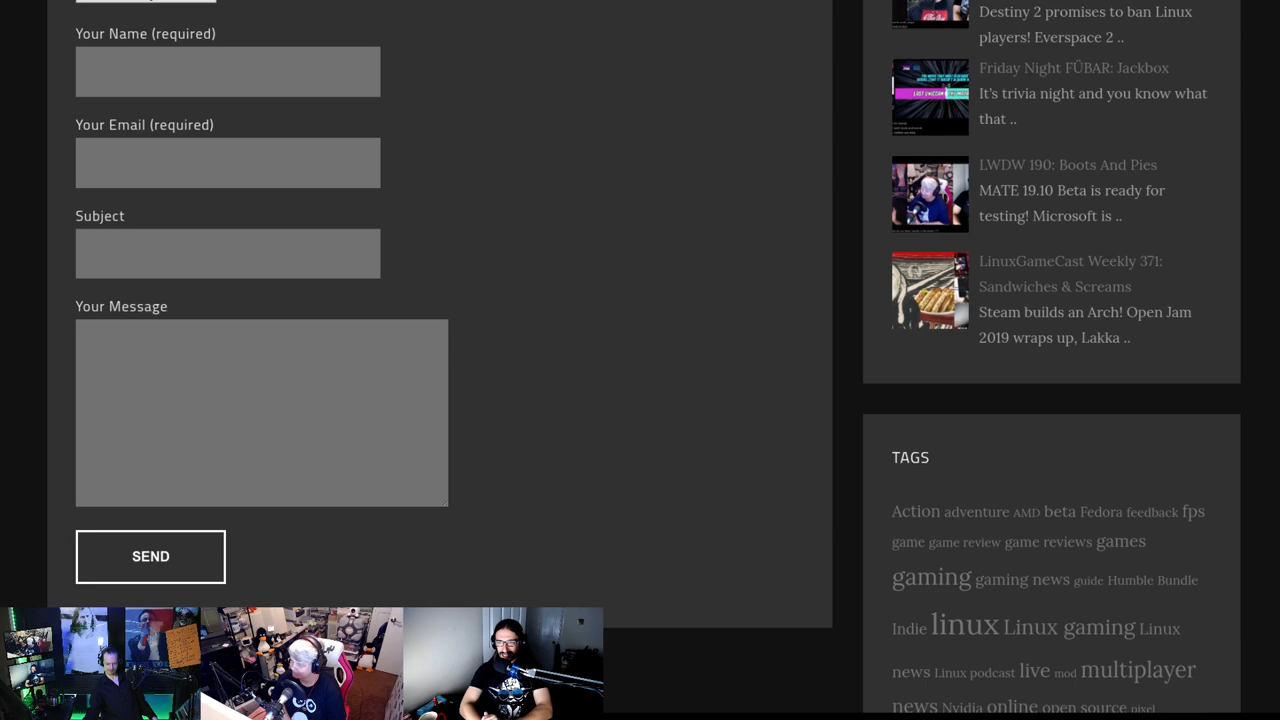 Your Name (required)
Your Email (required)
Subject
Your Message
SEND
Destiny 2 promises to ban Linux
players! Everspace 2 ..
Friday Night FÜBAR: Jackbox
It's trivia night and you know what
that ..
LWDW 190: Boots And Pies
MATE 19.10 Beta is ready for
testing! Microsoft is ..
LinuxGameCast Weekly 371:
Sandwiches & Screams
Steam builds an Arch! Open Jam
2019 wraps up, Lakka ..
TAGS
Action adventure AMD beta Fedora feedback fps
game game review game reviews games
gaming gaming news guide Humble Bundle
Indie linux Linux gaming Linux
news Linux podcast live mod multiplayer
news Nvidia online open source pixel